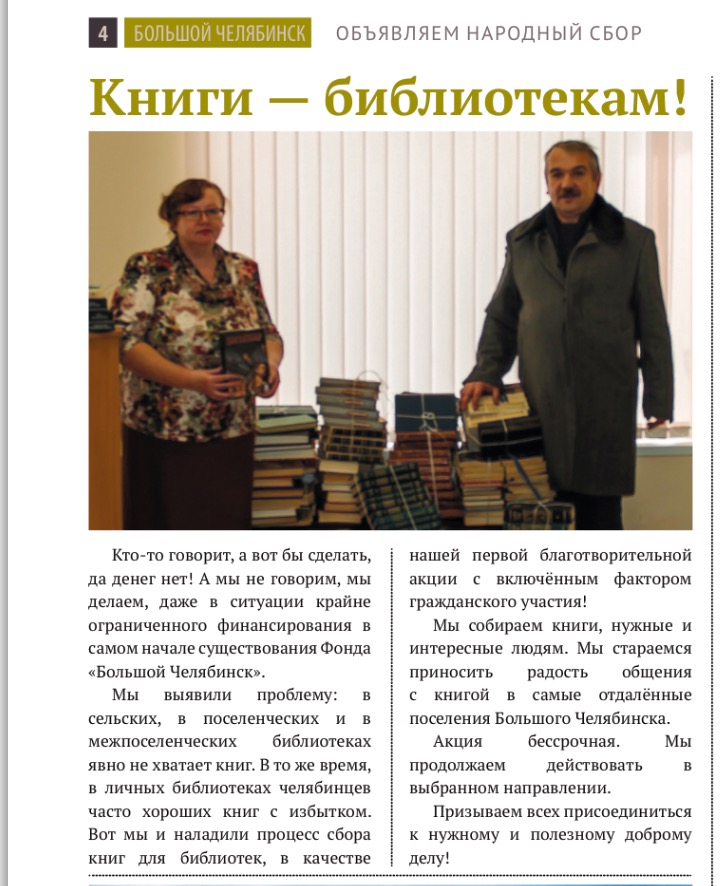 4 БОЛЬШОЙ ЧЕЛЯБИНСК ОБЪЯВЛЯЕМ НАРОДНЫЙ СБОР
Книги — библиотекам!
Кто-то говорит, а вот бы сделать,
да денег нет! А мы не говорим, мы
делаем, даже в ситуации крайне
ограниченного финансирования в
самом начале существования Фонда
«Большой Челябинск».
Мы выявили проблему: в
сельских, в поселенческих и в
межпоселенческих библиотеках
явно не хватает книг. В то же время,
в личных библиотеках челябинцев
часто хороших книг с избытком.
Вот мы и наладили процесс сбора
книг для библиотек, в качестве
нашей первой благотворительной
акции с включённым фактором
гражданского участия!
Мы собираем книги, нужные и
интересные людям. Мы стараемся
приносить радость общения
с книгой в самые отдалённые
поселения Большого Челябинска.
Акция бессрочная. Мы
продолжаем действовать в
выбранном направлении.
Призываем всех присоединиться
к нужному и полезному доброму
делу!